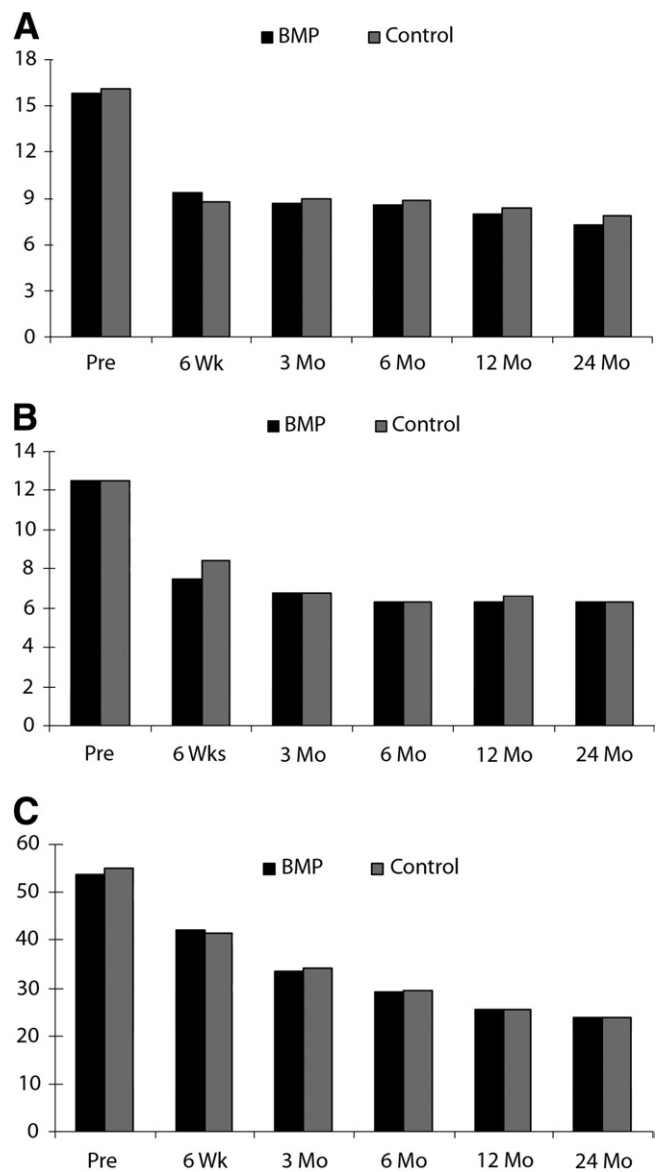 A
BMP Control
18
15
12
9
6
3
0
Pre 6 Wk 3 Mo 6 Mo 12 Mo 24 Mo
B
BMP Control
14
12
10
8
6
4
2
0
Pre 6 Wks 3 Mo 6 Mo 12 Mo 24 Mo
C
60
BMP Control
50
40
30
20
10
0
Pre 6 Wk 3 Mo 6 Mo 12 Mo 24 Mo